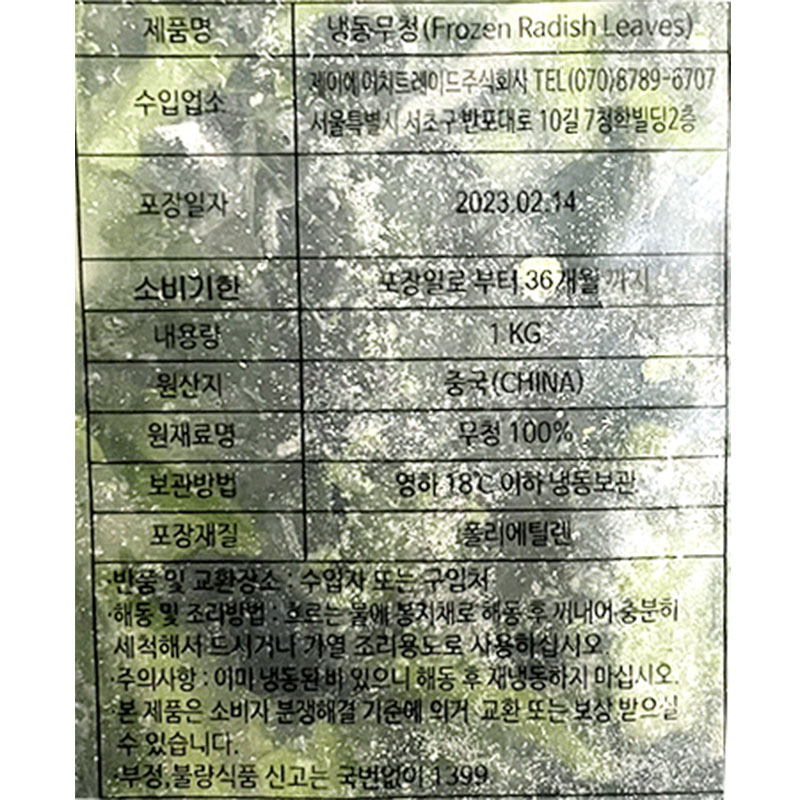 제품명 냉동무청(Frozen Radish Leaves)
수입업소 제이에이치트레이드주식회사 TEL(070)8789-6707
서울특별시 서초구 반포대로 10길 7청학빌딩2층
포장일자 2023.02.14
소비기한 포장일로 부터 36개월 까지
내용량 1 KG
원산지 중국(CHINA)
원재료명 무청 100%
보관방법 영하 18℃ 이하 냉동보관
포장재질 폴리에틸렌
·반품 및 교환장소 : 수입자 또는 구입처
·해동 및 조리방법 : 흐르는 물에 봉지채로 해동 후 꺼내어 충분히
세척해서 드시거나 가열 조리용도로 사용하십시오.
·주의사항 : 이미 냉동된 바 있으니 해동 후 재냉동하지 마십시오.
·본 제품은 소비자 분쟁해결 기준에 의거 교환 또는 보상 받으실
수 있습니다.
·부정,불량식품 신고는 국번없이 1399